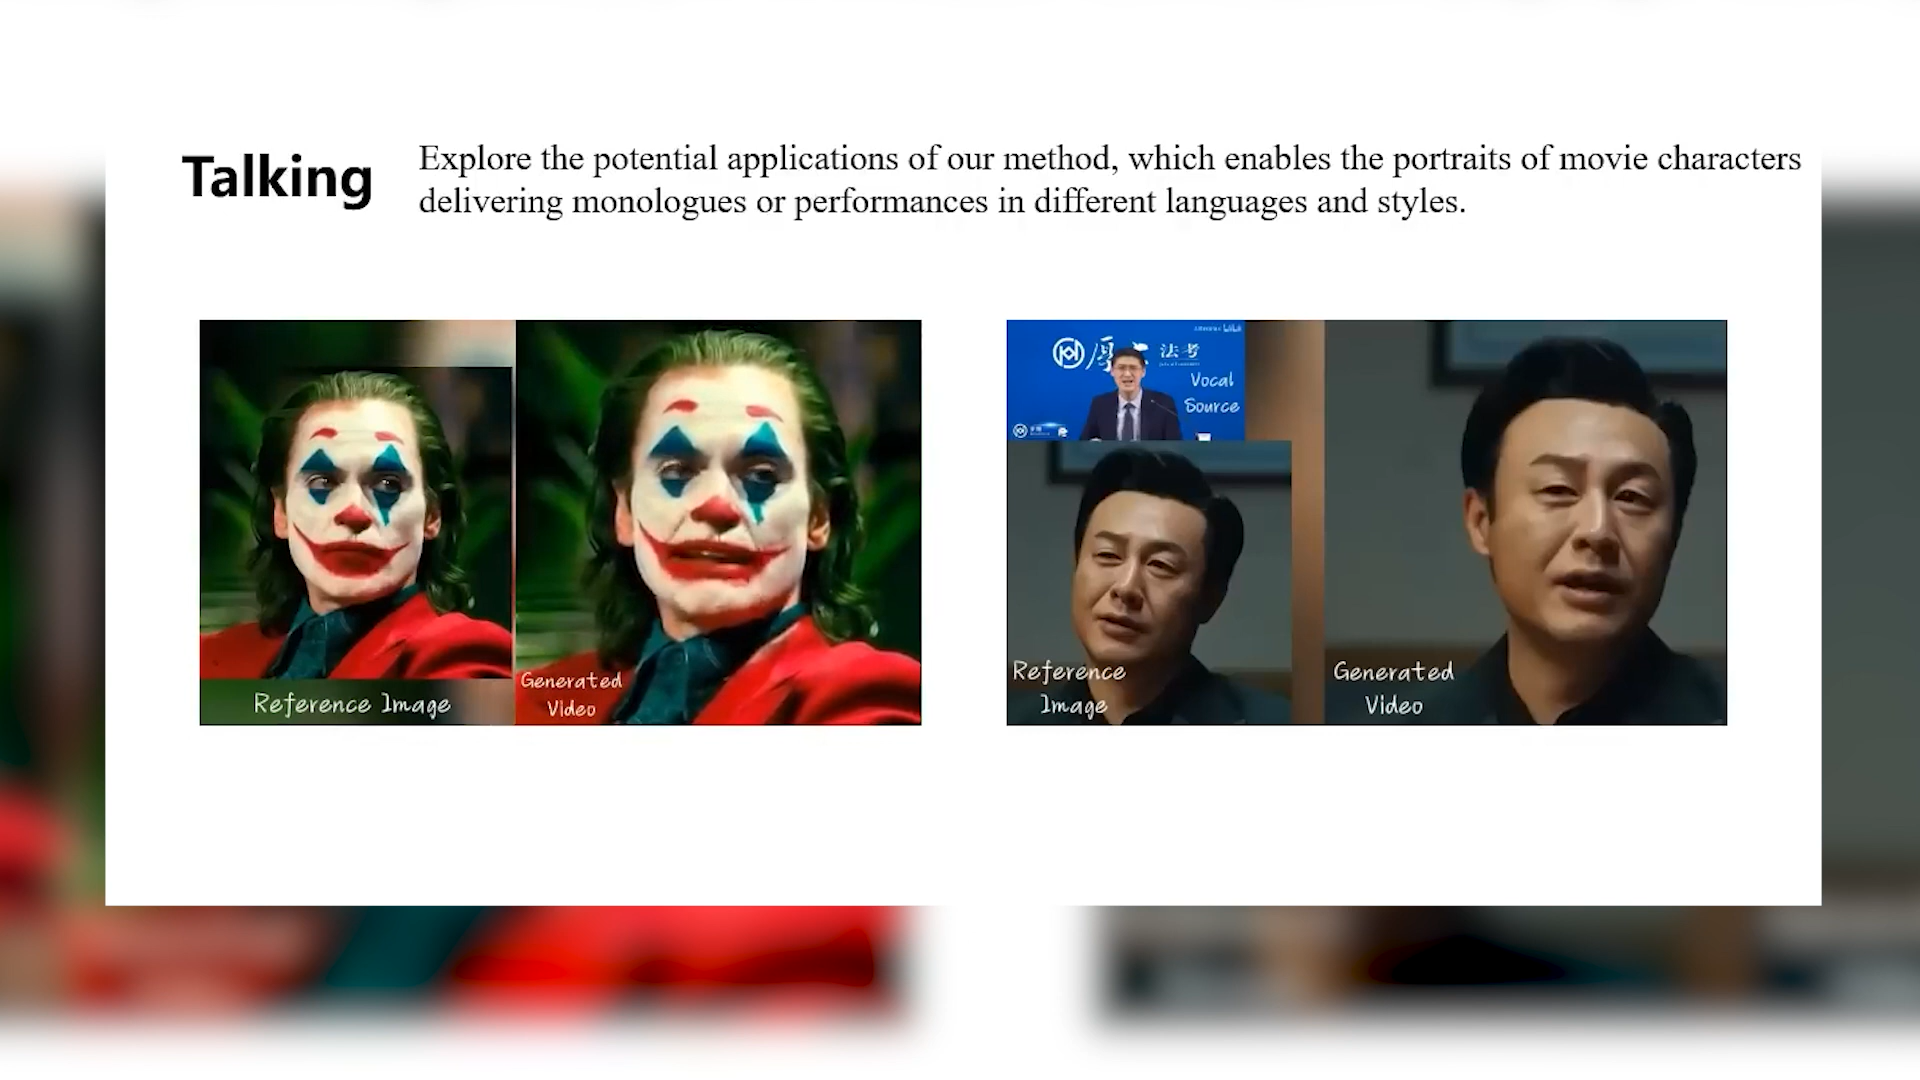 Talking
Explore the potential applications of our method, which enables the portraits of movie characters
delivering monologues or performances in different languages and styles.
Reference Image
Generated
Video
厚 法考
Vocal
Source
Reference
Image
Generated
Video